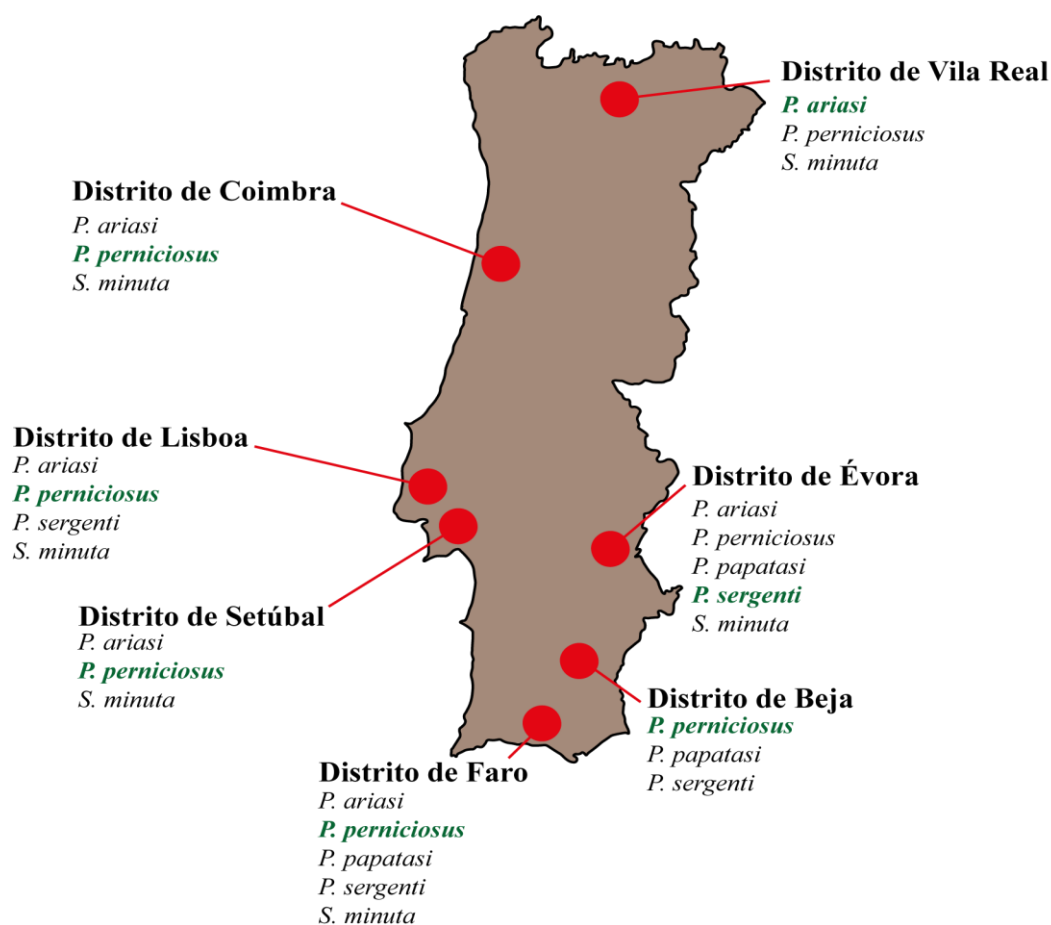 Distrito de Vila Real
P. ariasi
P. perniciosus
S. minuta
Distrito de Coimbra
P. ariasi
P. perniciosus
S. minuta
Distrito de Lisboa
P. ariasi
P. perniciosus
P. sergenti
S. minuta
Distrito de Évora
P. ariasi
P. perniciosus
P. papatasi
P. sergenti
S. minuta
Distrito de Setúbal
P. ariasi
P. perniciosus
S. minuta
Distrito de Beja
P. perniciosus
P. papatasi
P. sergenti
Distrito de Faro
P. ariasi
P. perniciosus
P. papatasi
P. sergenti
S. minuta